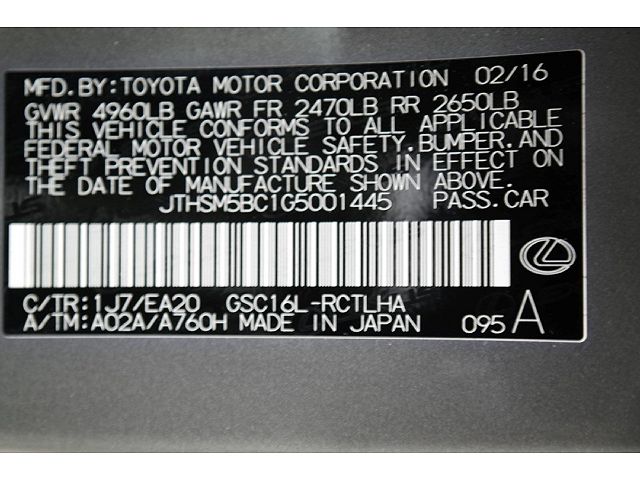 MFD.BY:TOYOTA MOTOR CORPORATION 02/16
GVWR 4960LB GAWR FR 2470LB RR 2650LB
THIS VEHICLE CONFORMS TO ALL APPLICABLE
FEDERAL MOTOR VEHICLE SAFETY,BUMPER,AND
THEFT PREVENTION STANDARDS IN EFFECT ON
THE DATE OF MANUFACTURE SHOWN ABOVE.
JTHSM5BC1G5001445 PASS.CAR
C/TR:1J7/EA20 GSC16L-RCTLHA
A/TM:A02A/A760H MADE IN JAPAN 095 A